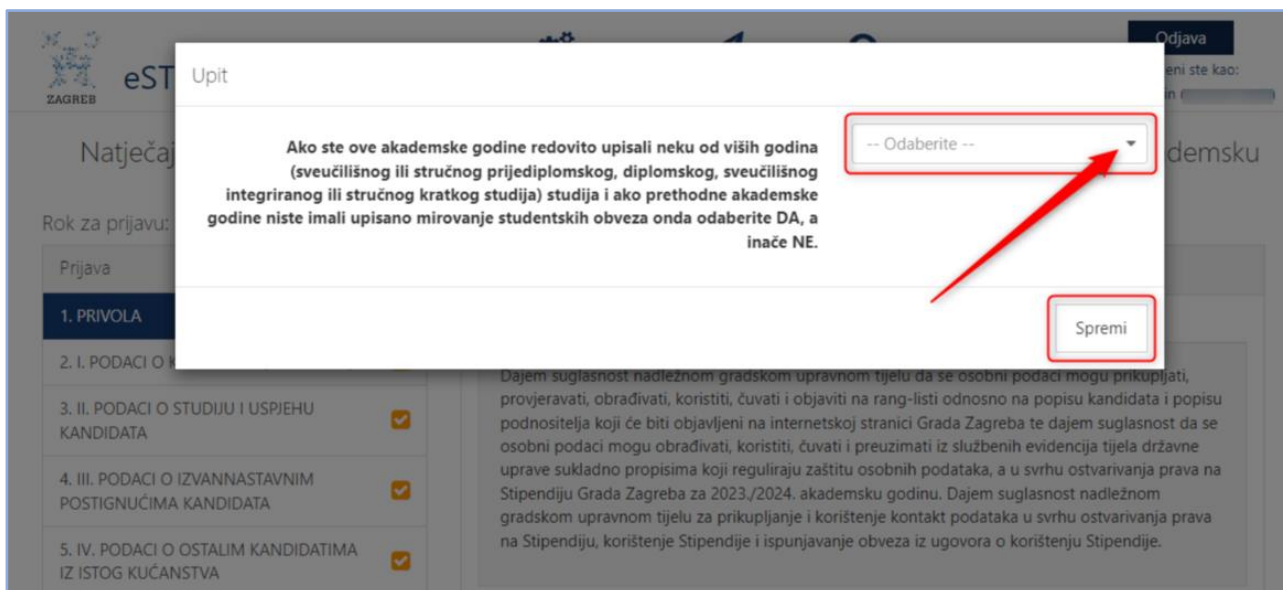 Odjava
eni ste kao:
in (
ZAGREB
eST
Upit
Ako ste ove akademske godine redovito upisali neku od viših godina
(sveučilišnog ili stručnog prijediplomskog, diplomskog, sveučilišnog
integriranog ili stručnog kratkog studija) studija i ako prethodne akademske
godine niste imali upisano mirovanje studentskih obveza onda odaberite DA, a
inače NE.
-- Odaberite --
Spremi
Natječaj
demsku
Rok za prijavu:
Prijava
1. PRIVOLA
2. I. PODACI O K
3. II. PODACI O STUDIJU I USPJEHU
KANDIDATA
4. III. PODACI O IZVANNASTAVNIM
POSTIGNUĆIMA KANDIDATA
5. IV. PODACI O OSTALIM KANDIDATIMA
IZ ISTOG KUĆANSTVA
Dajem suglasnost nadležnom gradskom upravnom tijelu da se osobni podaci mogu prikupljati,
provjeravati, obrađivati, koristiti, čuvati i objaviti na rang-listi odnosno na popisu kandidata i popisu
podnositelja koji će biti objavljeni na internetskoj stranici Grada Zagreba te dajem suglasnost da se
osobni podaci mogu obrađivati, koristiti, čuvati i preuzimati iz službenih evidencija tijela državne
uprave sukladno propisima koji reguliraju zaštitu osobnih podataka, a u svrhu ostvarivanja prava na
Stipendiju Grada Zagreba za 2023./2024. akademsku godinu. Dajem suglasnost nadležnom
gradskom upravnom tijelu za prikupljanje i korištenje kontakt podataka u svrhu ostvarivanja prava
na Stipendiju, korištenje Stipendije i ispunjavanje obveza iz ugovora o korištenju Stipendije.